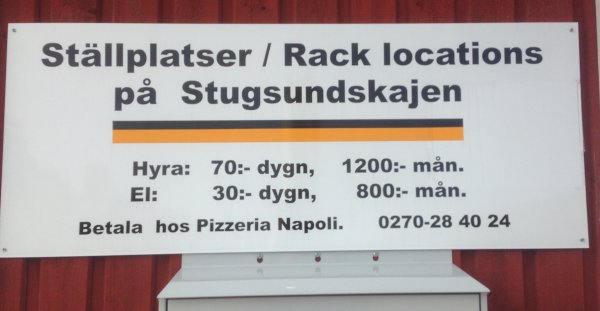 Ställplatser / Rack locations
på Stugsundskajen
Hyra: 70:- dygn, 1200:- mån.
El: 30:- dygn, 800:- mån.
Betala hos Pizzeria Napoli. 0270-28 40 24